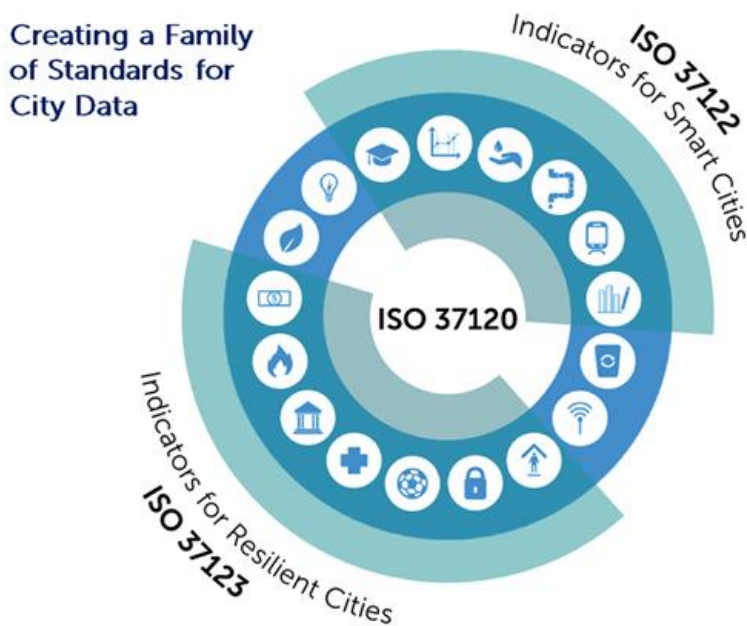 Creating a Family
of Standards for
City Data
ISO 37122
Indicators for Smart Cities
ISO 37120
Indicators for Resilient Cities
ISO 37123